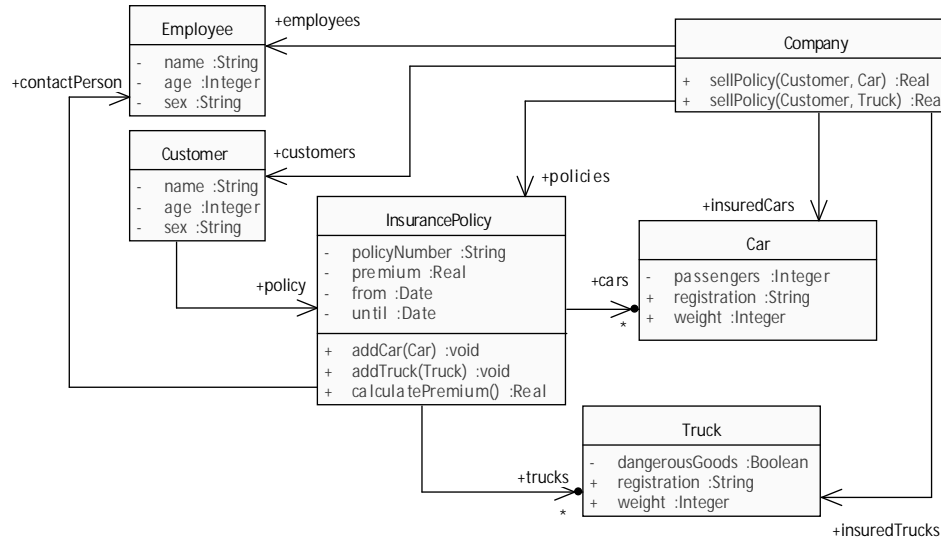 +employees
Employee
- name :String
- age :Integer
- sex :String
+contactPerson
Company
+ sellPolicy(Customer, Car) :Real
+ sellPolicy(Customer, Truck) :Rea
Customer
- name :String
- age :Integer
- sex :String
+customers
+policies
+insuredCars
InsurancePolicy
- policyNumber :String
- premium :Real
- from :Date
- until :Date
+ addCar(Car) :void
+ addTruck(Truck) :void
+ calculatePremium() :Real
+policy
Car
- passengers :Integer
+ registration :String
+ weight :Integer
+cars
*
Truck
- dangerousGoods :Boolean
+ registration :String
+ weight :Integer
+trucks
*
+insuredTrucks